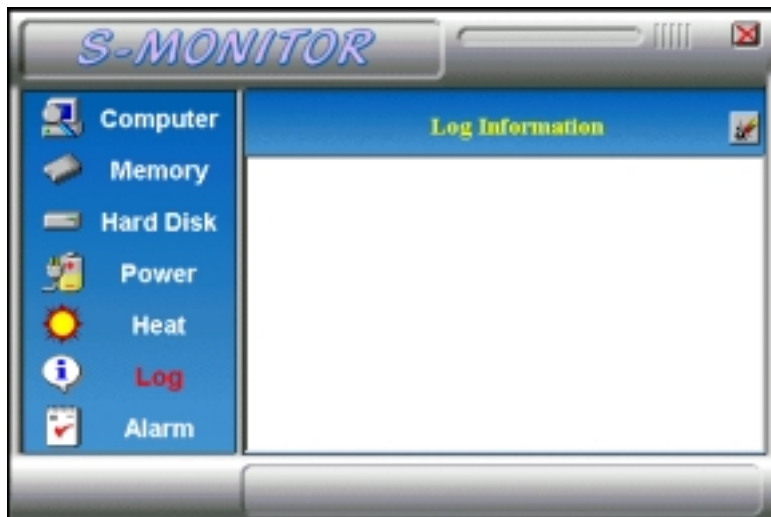 S-MONITOR
Computer
Log Information
Memory
Hard Disk
Power
Heat
Log
Alarm